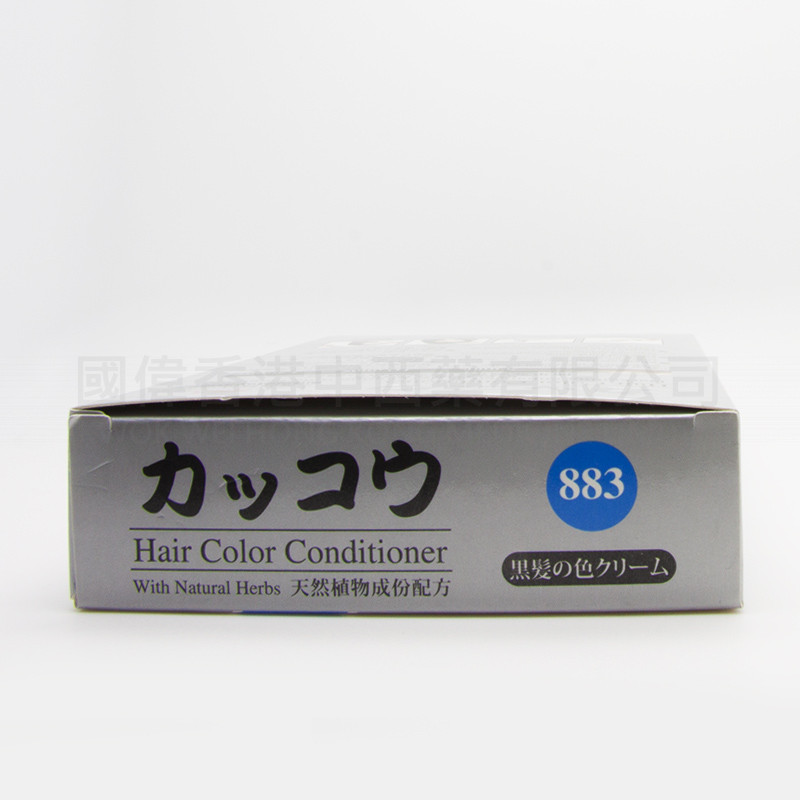 國偉香港中西藥有限公司
カッコウ
883
Hair Color Conditioner
黒髪の色クリーム
With Natural Herbs 天然植物成份配方